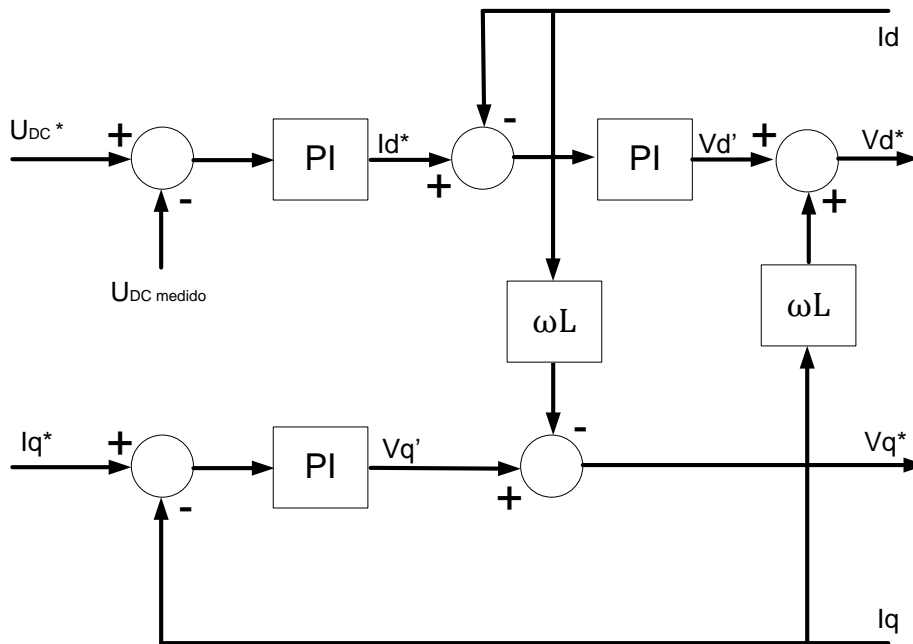 Id
UDC *
+
-
PI
Id*
-
+
PI
Vd’
+
+
Vd*
UDC medido
ωL
ωL
Iq*
+
-
PI
Vq’
-
+
Vq*
Iq